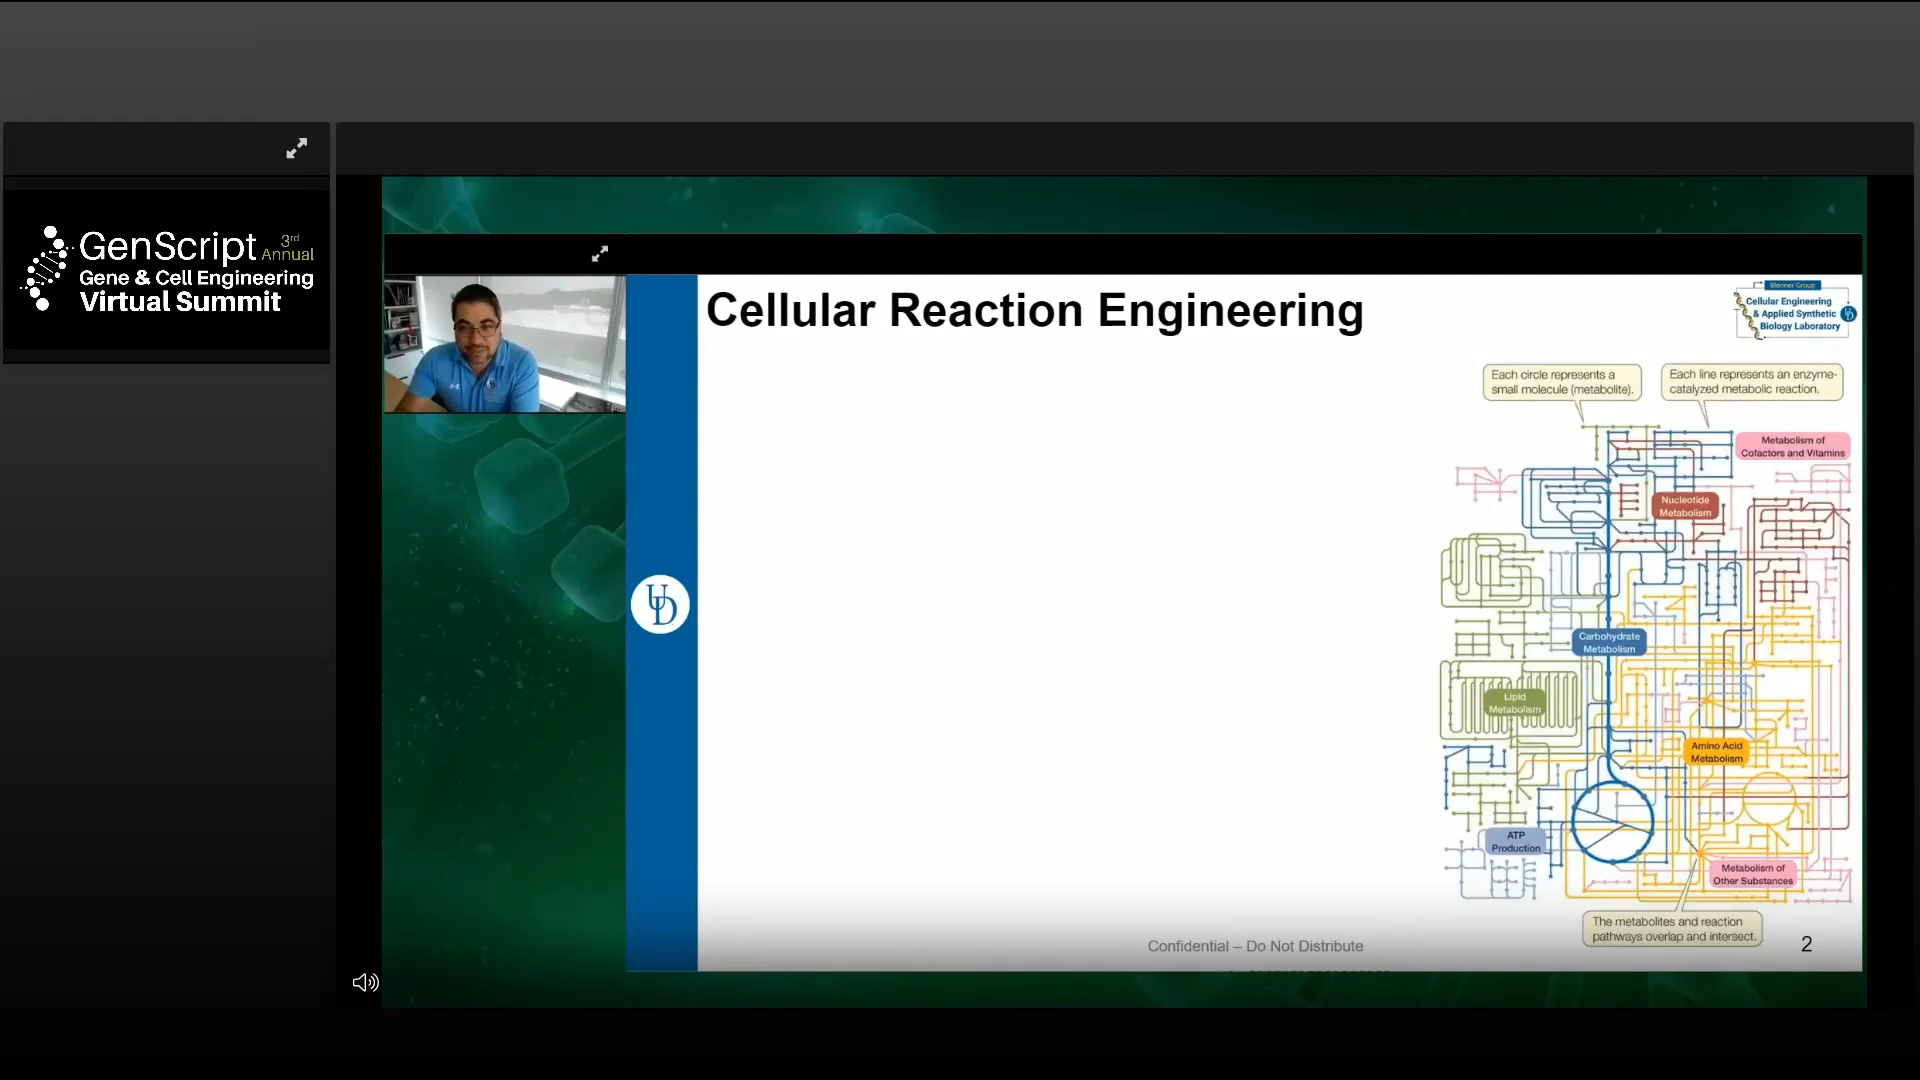 GenScript 3rd Annual
Gene & Cell Engineering
Virtual Summit
Cellular Reaction Engineering
Blenner Group
Cellular Engineering
& Applied Synthetic
Biology Laboratory
UD
UD
Each circle represents a
small molecule (metabolite).
Each line represents an enzyme-
catalyzed metabolic reaction.
Metabolism of
Cofactors and Vitamins
Nucleotide
Metabolism
Carbohydrate
Metabolism
Lipid
Metabolism
Amino Acid
Metabolism
ATP
Production
Metabolism of
Other Substances
The metabolites and reaction
pathways overlap and intersect.
Confidential – Do Not Distribute
2